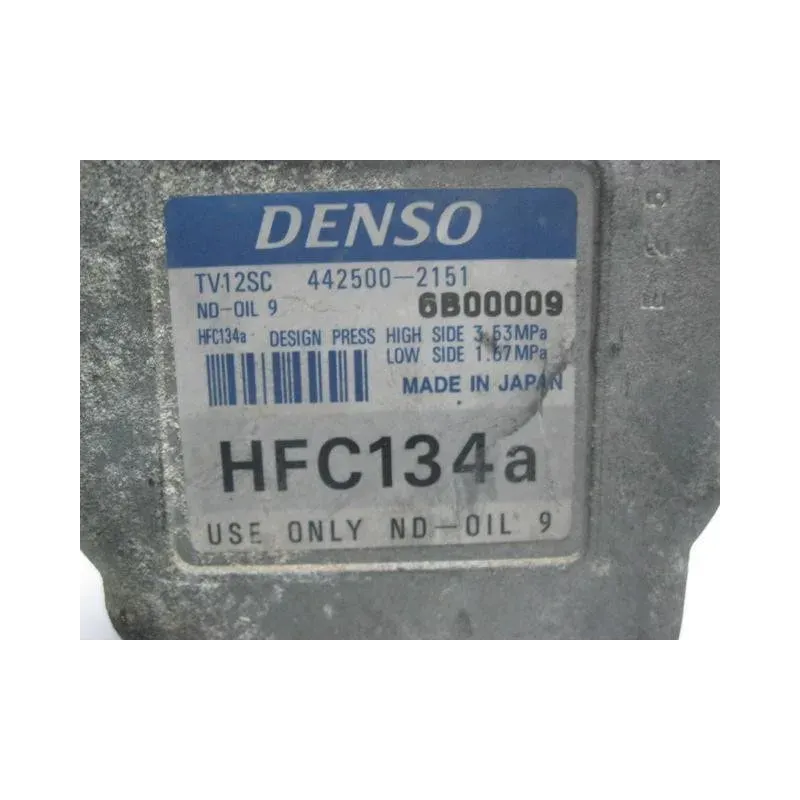 DENSO
TV12SC 442500-2151
ND-OIL 9 6B00009
HFC134a DESIGN PRESS HIGH SIDE 3.53MPa
LOW SIDE 1.67MPa
MADE IN JAPAN
HFC134a
USE ONLY ND-OIL 9